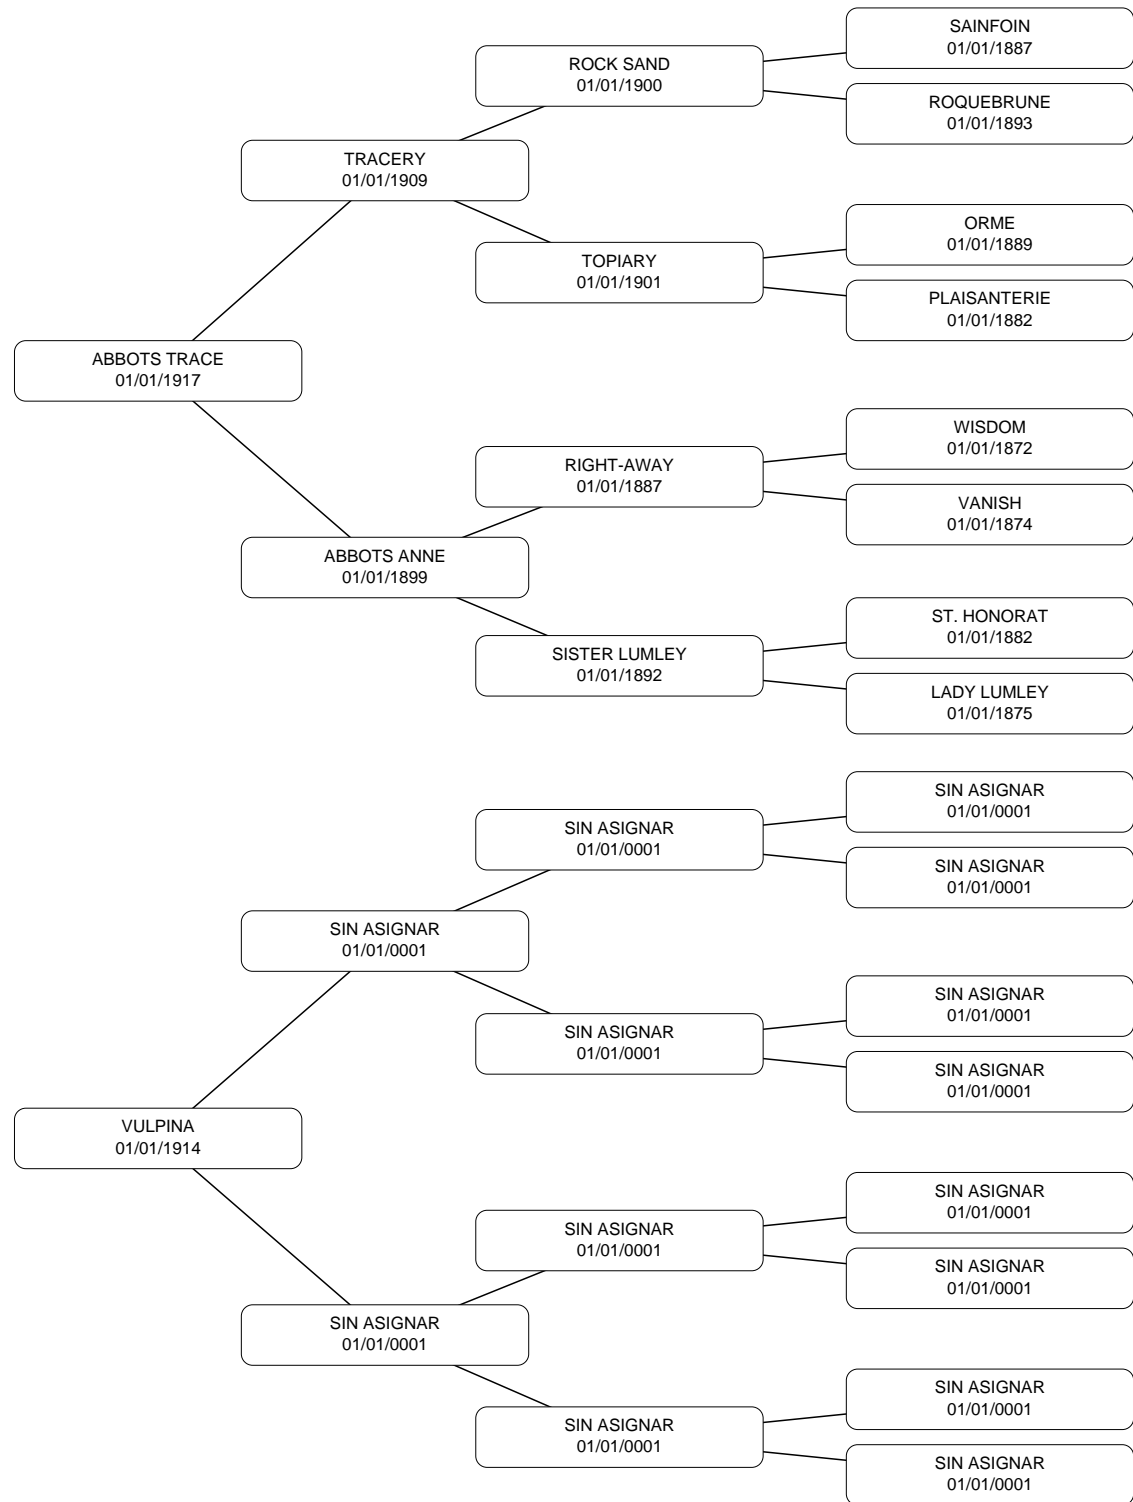 SAINFOIN
01/01/1887
ROCK SAND
01/01/1900
ROQUEBRUNE
01/01/1893
TRACERY
01/01/1909
ORME
01/01/1889
TOPIARY
01/01/1901
PLAISANTERIE
01/01/1882
ABBOTS TRACE
01/01/1917
WISDOM
01/01/1872
RIGHT-AWAY
01/01/1887
VANISH
01/01/1874
ABBOTS ANNE
01/01/1899
ST. HONORAT
01/01/1882
SISTER LUMLEY
01/01/1892
LADY LUMLEY
01/01/1875
SIN ASIGNAR
01/01/0001
SIN ASIGNAR
01/01/0001
SIN ASIGNAR
01/01/0001
SIN ASIGNAR
01/01/0001
SIN ASIGNAR
01/01/0001
SIN ASIGNAR
01/01/0001
SIN ASIGNAR
01/01/0001
VULPINA
01/01/1914
SIN ASIGNAR
01/01/0001
SIN ASIGNAR
01/01/0001
SIN ASIGNAR
01/01/0001
SIN ASIGNAR
01/01/0001
SIN ASIGNAR
01/01/0001
SIN ASIGNAR
01/01/0001
SIN ASIGNAR
01/01/0001